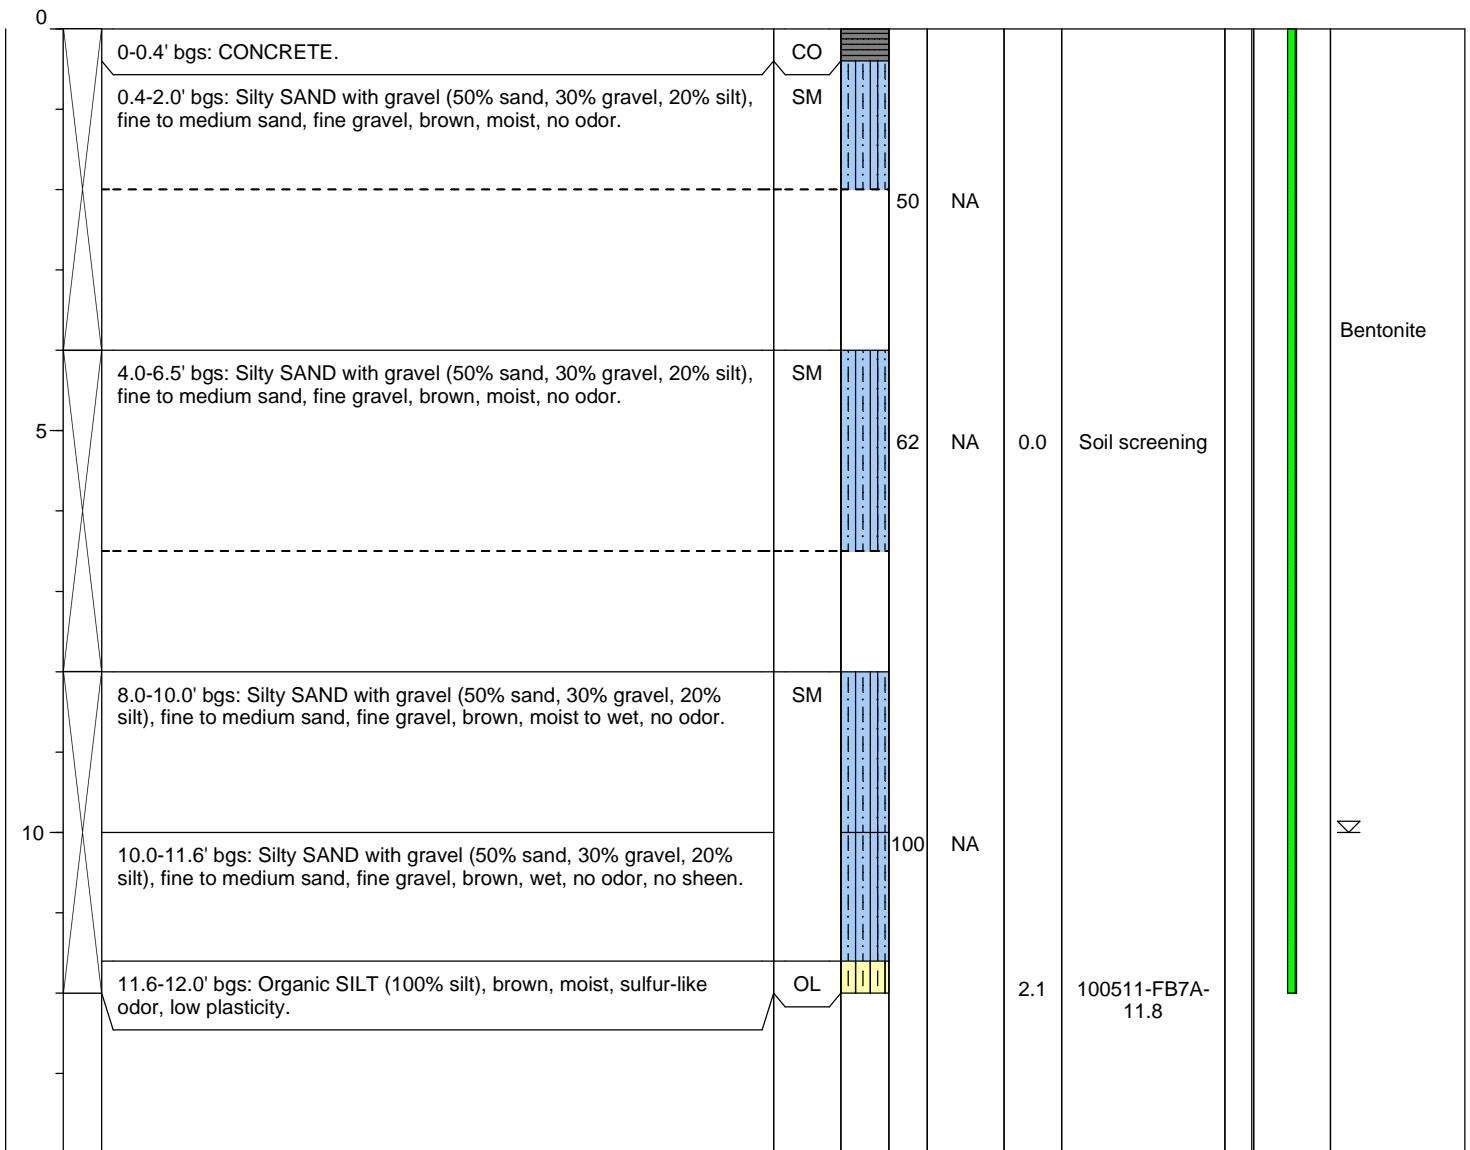 0
0-0.4' bgs: CONCRETE.
CO
0.4-2.0' bgs: Silty SAND with gravel (50% sand, 30% gravel, 20% silt),
fine to medium sand, fine gravel, brown, moist, no odor.
SM
50
NA
Bentonite
4.0-6.5' bgs: Silty SAND with gravel (50% sand, 30% gravel, 20% silt),
fine to medium sand, fine gravel, brown, moist, no odor.
SM
5
62
NA
0.0
Soil screening
8.0-10.0' bgs: Silty SAND with gravel (50% sand, 30% gravel, 20%
silt), fine to medium sand, fine gravel, brown, moist to wet, no odor.
SM
10
10.0-11.6' bgs: Silty SAND with gravel (50% sand, 30% gravel, 20%
silt), fine to medium sand, fine gravel, brown, wet, no odor, no sheen.
100
NA
11.6-12.0' bgs: Organic SILT (100% silt), brown, moist, sulfur-like
odor, low plasticity.
OL
2.1
100511-FB7A-
11.8